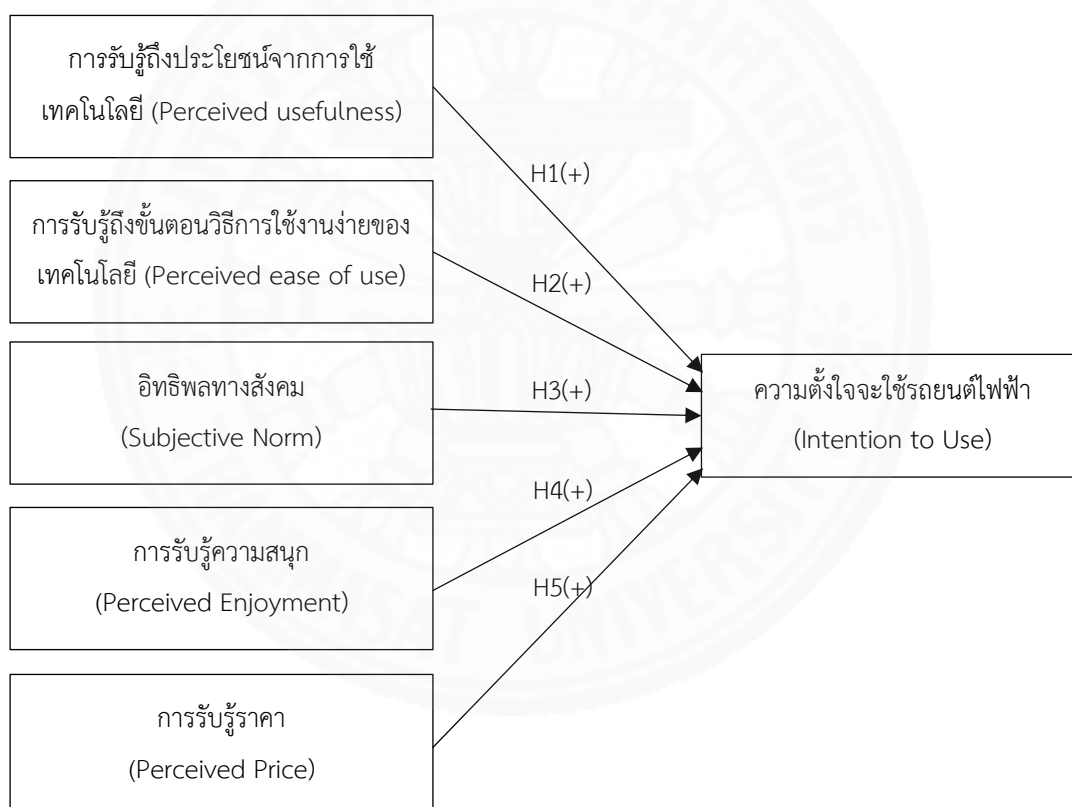 การรับรู้ถึงประโยชน์จากการใช้
เทคโนโลยี (Perceived usefulness)
H1(+)
การรับรู้ถึงขั้นตอนวิธีการใช้งานง่ายของ
เทคโนโลยี (Perceived ease of use)
H2(+)
อิทธิพลทางสังคม
(Subjective Norm)
H3(+)
ความตั้งใจจะใช้รถยนต์ไฟฟ้า
(Intention to Use)
การรับรู้ความสนุก
(Perceived Enjoyment)
H4(+)
การรับรู้ราคา
(Perceived Price)
H5(+)